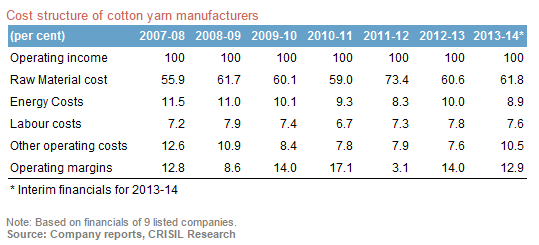 Cost structure of cotton yarn manufacturers
(per cent) 2007-08 2008-09 2009-10 2010-11 2011-12 2012-13 2013-14*
Operating income 100 100 100 100 100 100 100
Raw Material cost 55.9 61.7 60.1 59.0 73.4 60.6 61.8
Energy Costs 11.5 11.0 10.1 9.3 8.3 10.0 8.9
Labour costs 7.2 7.9 7.4 6.7 7.3 7.8 7.6
Other operating costs 12.6 10.9 8.4 7.8 7.9 7.6 10.5
Operating margins 12.8 8.6 14.0 17.1 3.1 14.0 12.9
* Interim financials for 2013-14
Note: Based on financials of 9 listed companies.
Source: Company reports, CRISIL Research